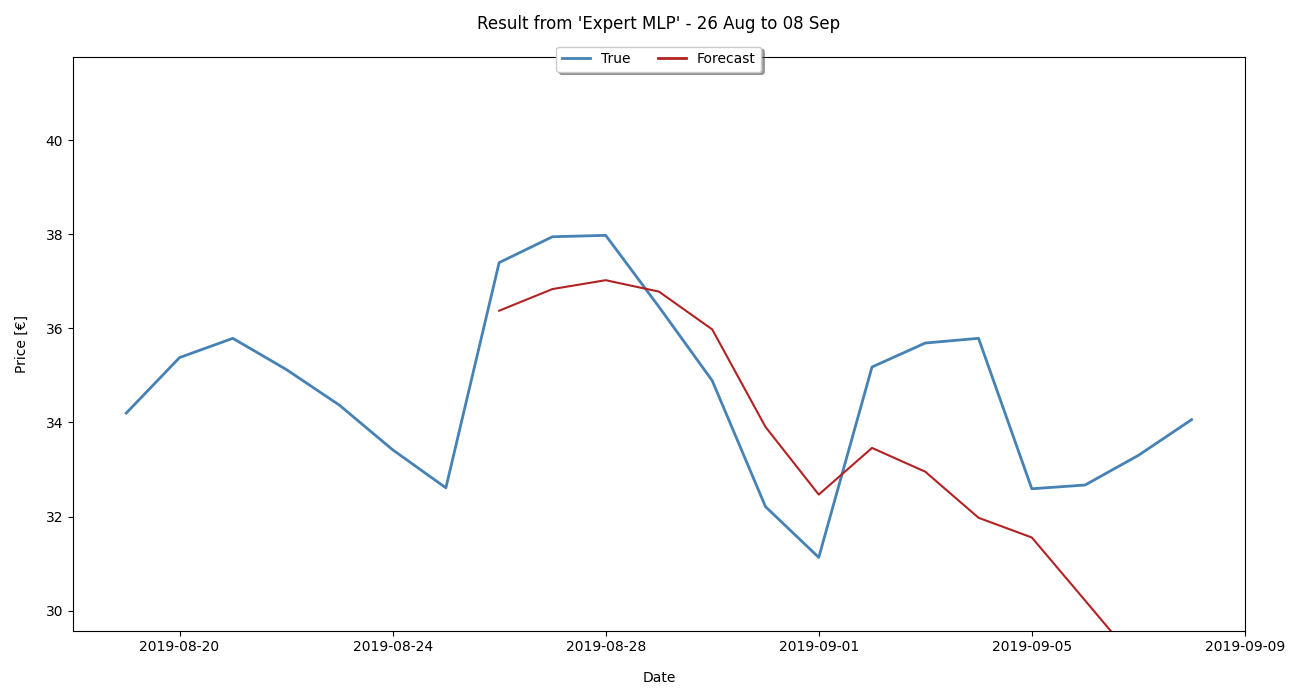 Result from 'Expert MLP' - 26 Aug to 08 Sep
True Forecast
Price [€]
40
38
36
34
32
30
2019-08-20 2019-08-24 2019-08-28 2019-09-01 2019-09-05 2019-09-09
Date